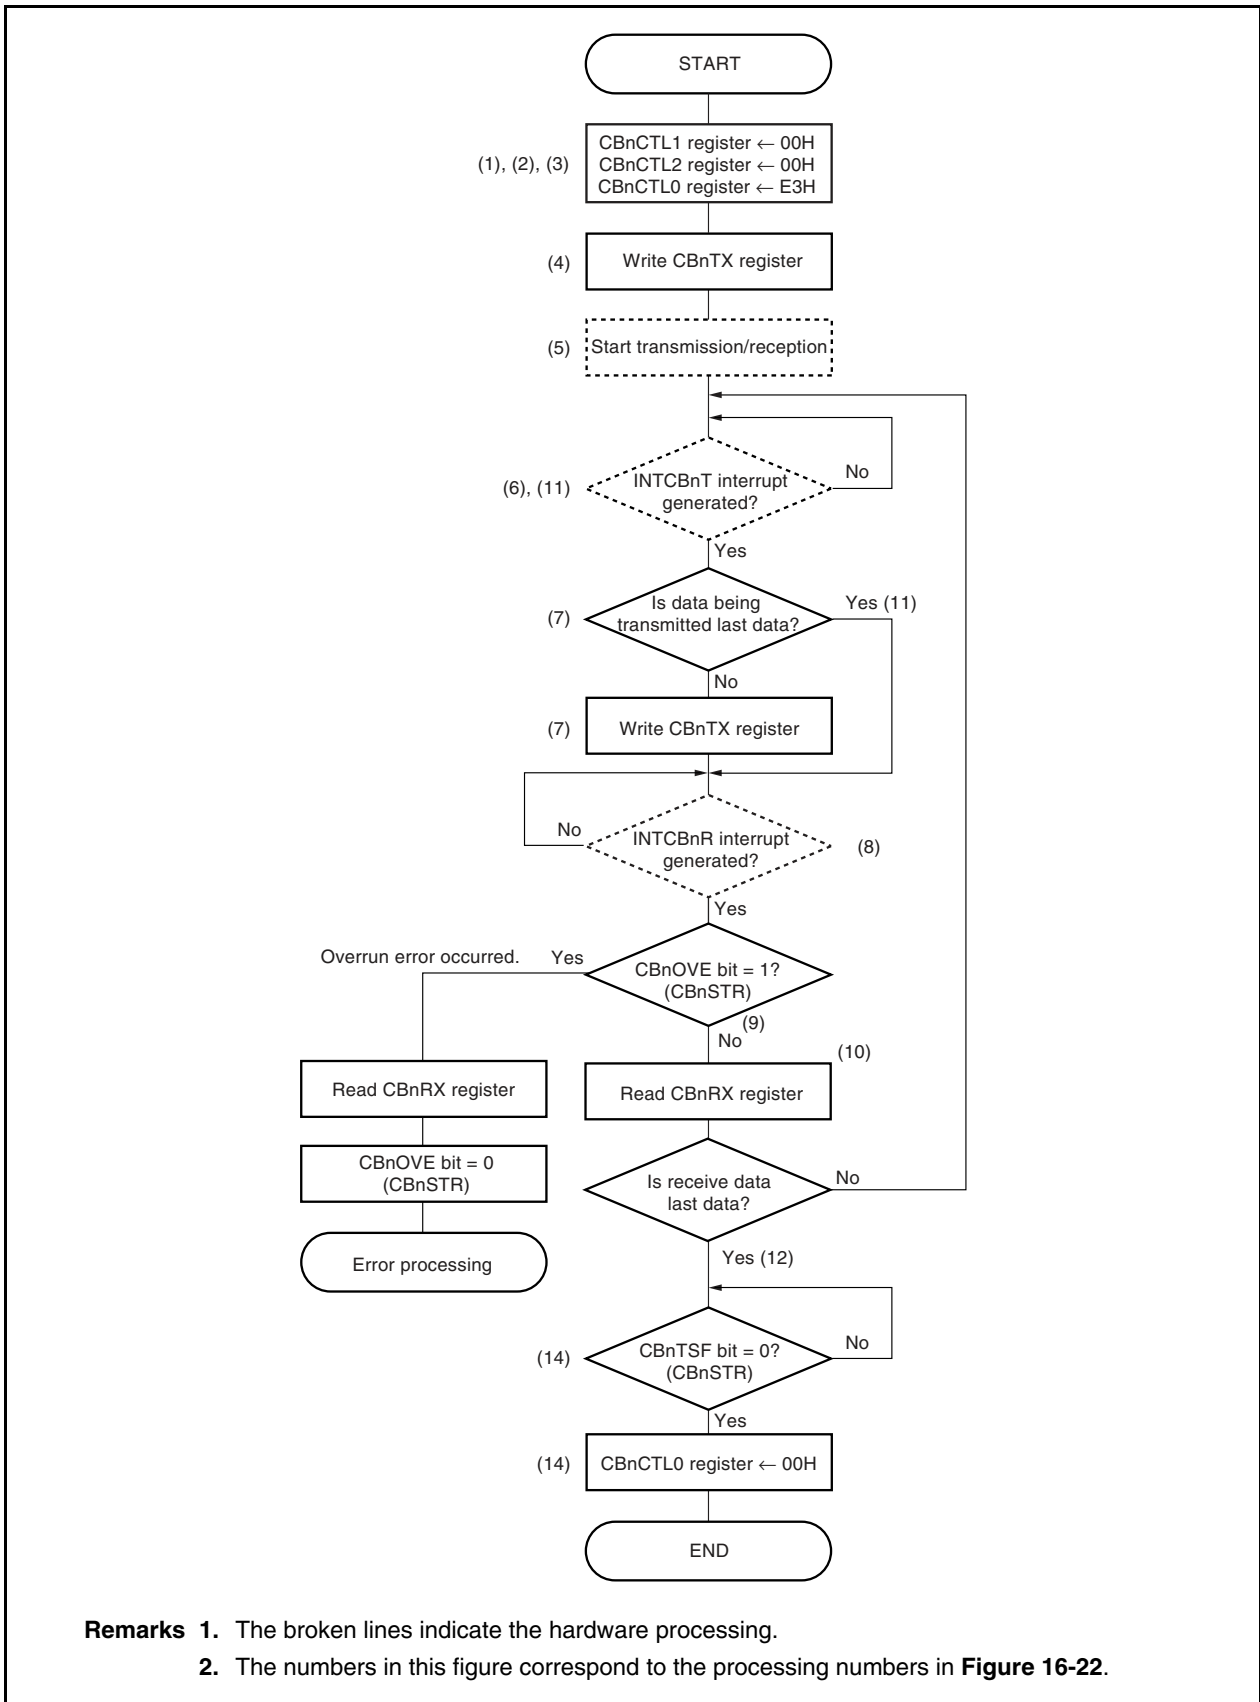 START
(1), (2), (3)
CBnCTL1 register ← 00H
CBnCTL2 register ← 00H
CBnCTL0 register ← E3H
(4)
Write CBnTX register
(5)
Start transmission/reception
(6), (11)
INTCBnT interrupt
generated?
No
Yes
(7)
Is data being
transmitted last data?
Yes (11)
No
(7)
Write CBnTX register
No
INTCBnR interrupt
generated?
(8)
Yes
Overrun error occurred.
Yes
CBnOVE bit = 1?
(CBnSTR)
(9)
No
(10)
Read CBnRX register
Read CBnRX register
CBnOVE bit = 0
(CBnSTR)
Is receive data
last data?
No
Error processing
Yes (12)
(14)
CBnTSF bit = 0?
(CBnSTR)
No
Yes
(14)
CBnCTL0 register ← 00H
END
Remarks 1. The broken lines indicate the hardware processing.
2. The numbers in this figure correspond to the processing numbers in Figure 16-22.